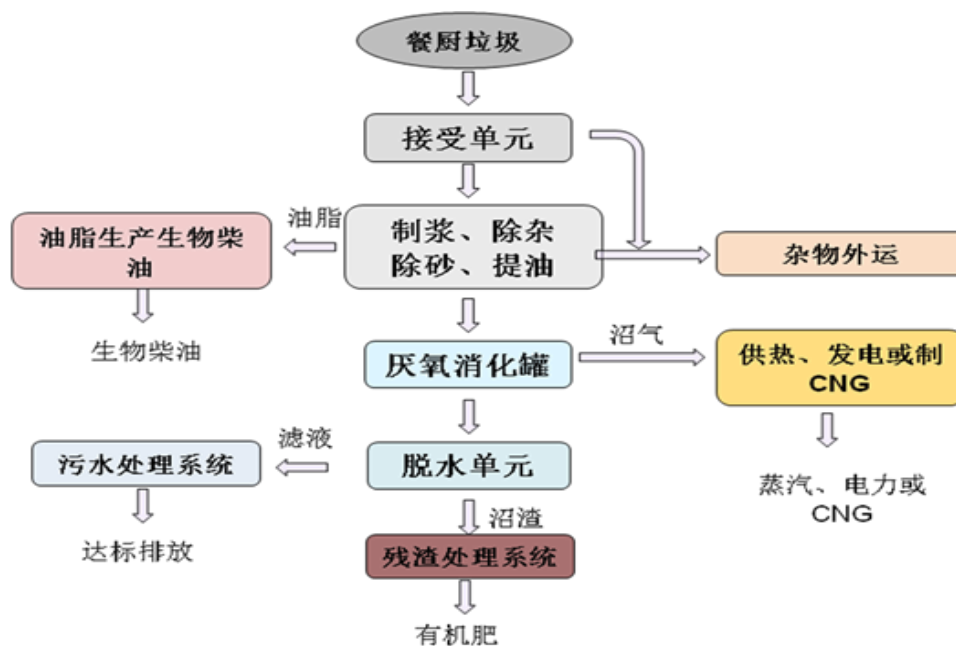 餐厨垃圾
接受单元
油脂
制浆、除杂
除砂、提油
油脂生产生物柴
油
杂物外运
生物柴油
沼气
厌氧消化罐
供热、发电或制
CNG
滤液
污水处理系统
脱水单元
蒸汽、电力或
CNG
沼渣
达标排放
残渣处理系统
有机肥